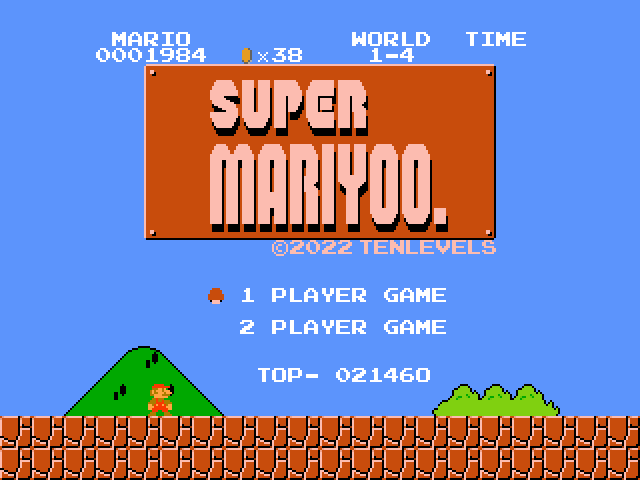 MARIO WORLD TIME
0001984 ×38 1-4
SUPER
MARIYOO.
©2022 TENLEVELS
1 PLAYER GAME
2 PLAYER GAME
TOP- 021460